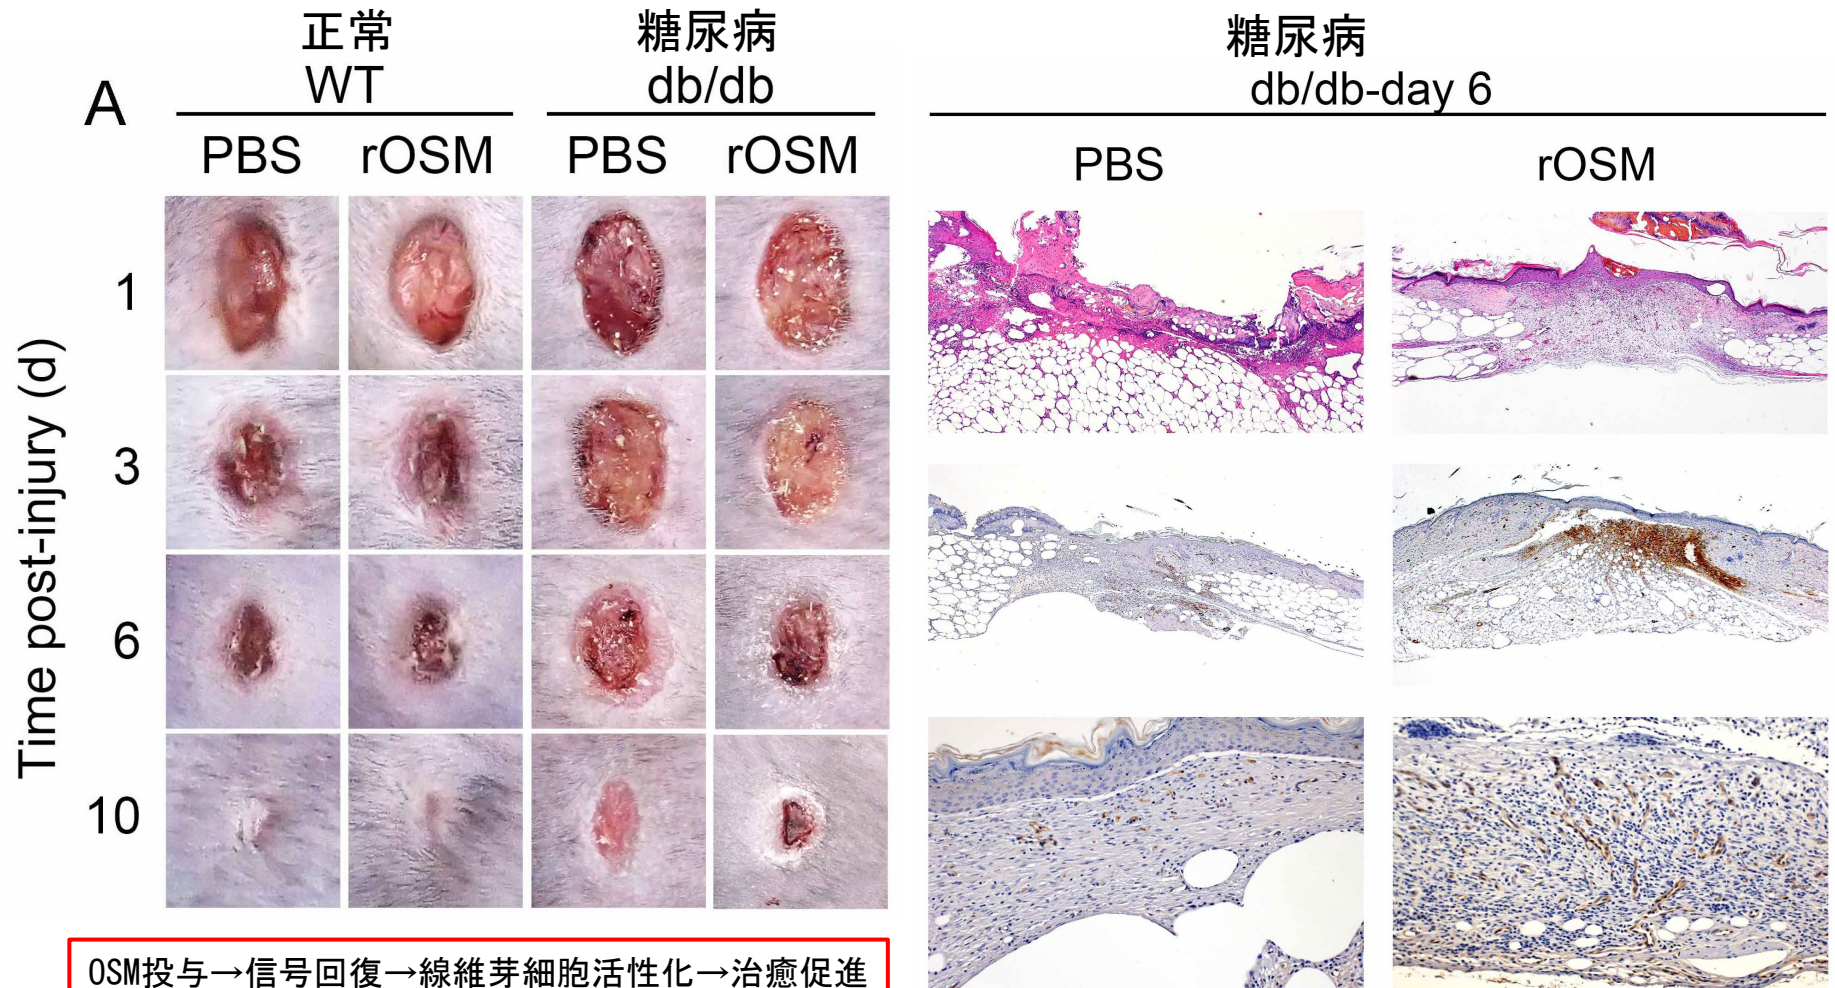 正常
WT
糖尿病
db/db
糖尿病
db/db-day 6
A
PBS
rOSM
PBS
rOSM
PBS
rOSM
Time post-injury (d)
1
3
6
10
OSM投与→信号回復→線維芽細胞活性化→治癒促進